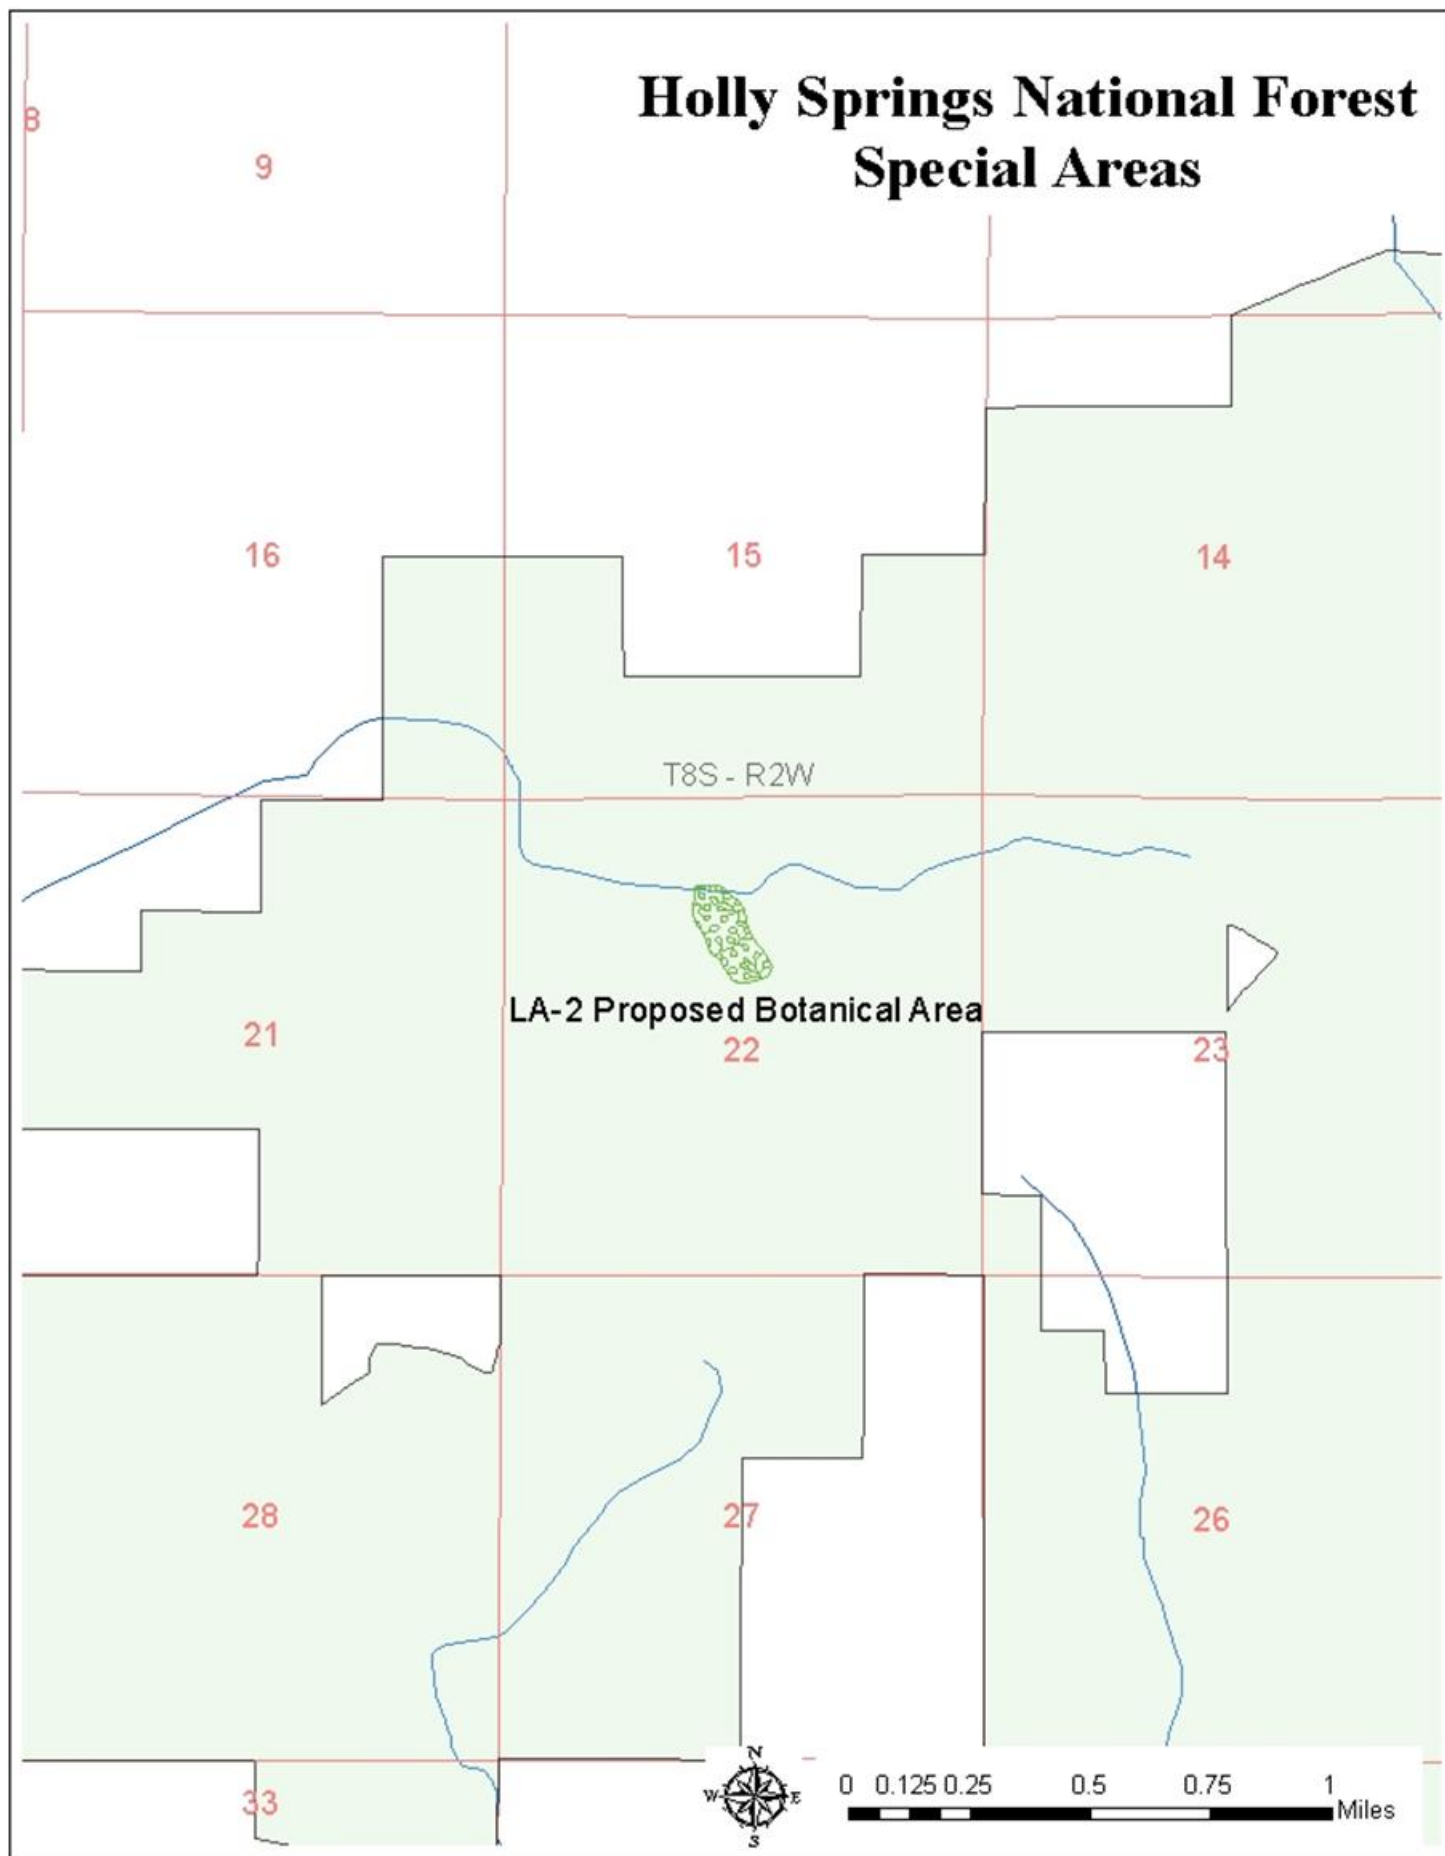 Holly Springs National Forest
Special Areas
8
9
16
15
14
T8S - R2W
LA-2 Proposed Botanical Area
21
22
23
28
27
26
33
N
W
E
S
0 0.125 0.25 0.5 0.75 1
Miles